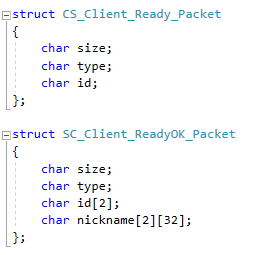 struct CS_Client_Ready_Packet
{
    char size;
    char type;
    char id;
};
struct SC_Client_ReadyOK_Packet
{
    char size;
    char type;
    char id[2];
    char nickname[2][32];
};